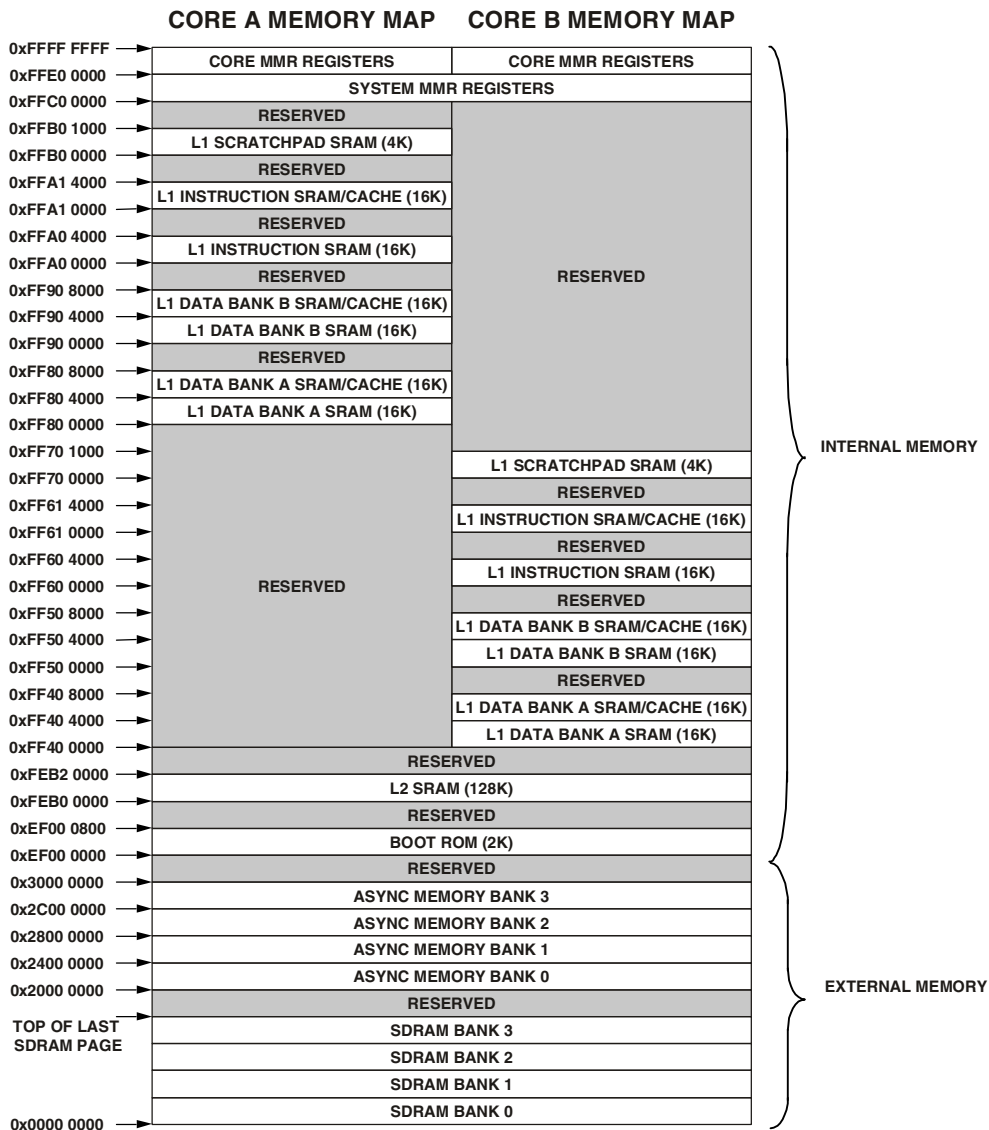 CORE A MEMORY MAP CORE B MEMORY MAP
0xFFFF FFFF
CORE MMR REGISTERS CORE MMR REGISTERS
0xFFE0 0000
SYSTEM MMR REGISTERS
0xFFC0 0000
RESERVED
0xFFB0 1000
L1 SCRATCHPAD SRAM (4K)
0xFFB0 0000
RESERVED
0xFFA1 4000
L1 INSTRUCTION SRAM/CACHE (16K)
0xFFA1 0000
RESERVED
0xFFA0 4000
L1 INSTRUCTION SRAM (16K)
0xFFA0 0000
RESERVED RESERVED
0xFF90 8000
L1 DATA BANK B SRAM/CACHE (16K)
0xFF90 4000
L1 DATA BANK B SRAM (16K)
0xFF90 0000
RESERVED
0xFF80 8000
L1 DATA BANK A SRAM/CACHE (16K)
0xFF80 4000
L1 DATA BANK A SRAM (16K)
0xFF80 0000
INTERNAL MEMORY
0xFF70 1000
L1 SCRATCHPAD SRAM (4K)
0xFF70 0000
RESERVED
0xFF61 4000
L1 INSTRUCTION SRAM/CACHE (16K)
0xFF61 0000
RESERVED
0xFF60 4000
L1 INSTRUCTION SRAM (16K)
0xFF60 0000
RESERVED
RESERVED
0xFF50 8000
L1 DATA BANK B SRAM/CACHE (16K)
0xFF50 4000
L1 DATA BANK B SRAM (16K)
0xFF50 0000
RESERVED
0xFF40 8000
L1 DATA BANK A SRAM/CACHE (16K)
0xFF40 4000
L1 DATA BANK A SRAM (16K)
0xFF40 0000
RESERVED
0xFEB2 0000
L2 SRAM (128K)
0xFEB0 0000
RESERVED
0xEF00 0800
BOOT ROM (2K)
0xEF00 0000
RESERVED
0x3000 0000
ASYNC MEMORY BANK 3
0x2C00 0000
ASYNC MEMORY BANK 2
0x2800 0000
ASYNC MEMORY BANK 1
0x2400 0000
ASYNC MEMORY BANK 0
0x2000 0000
EXTERNAL MEMORY
RESERVED
TOP OF LAST
SDRAM PAGE
SDRAM BANK 3
SDRAM BANK 2
SDRAM BANK 1
SDRAM BANK 0
0x0000 0000